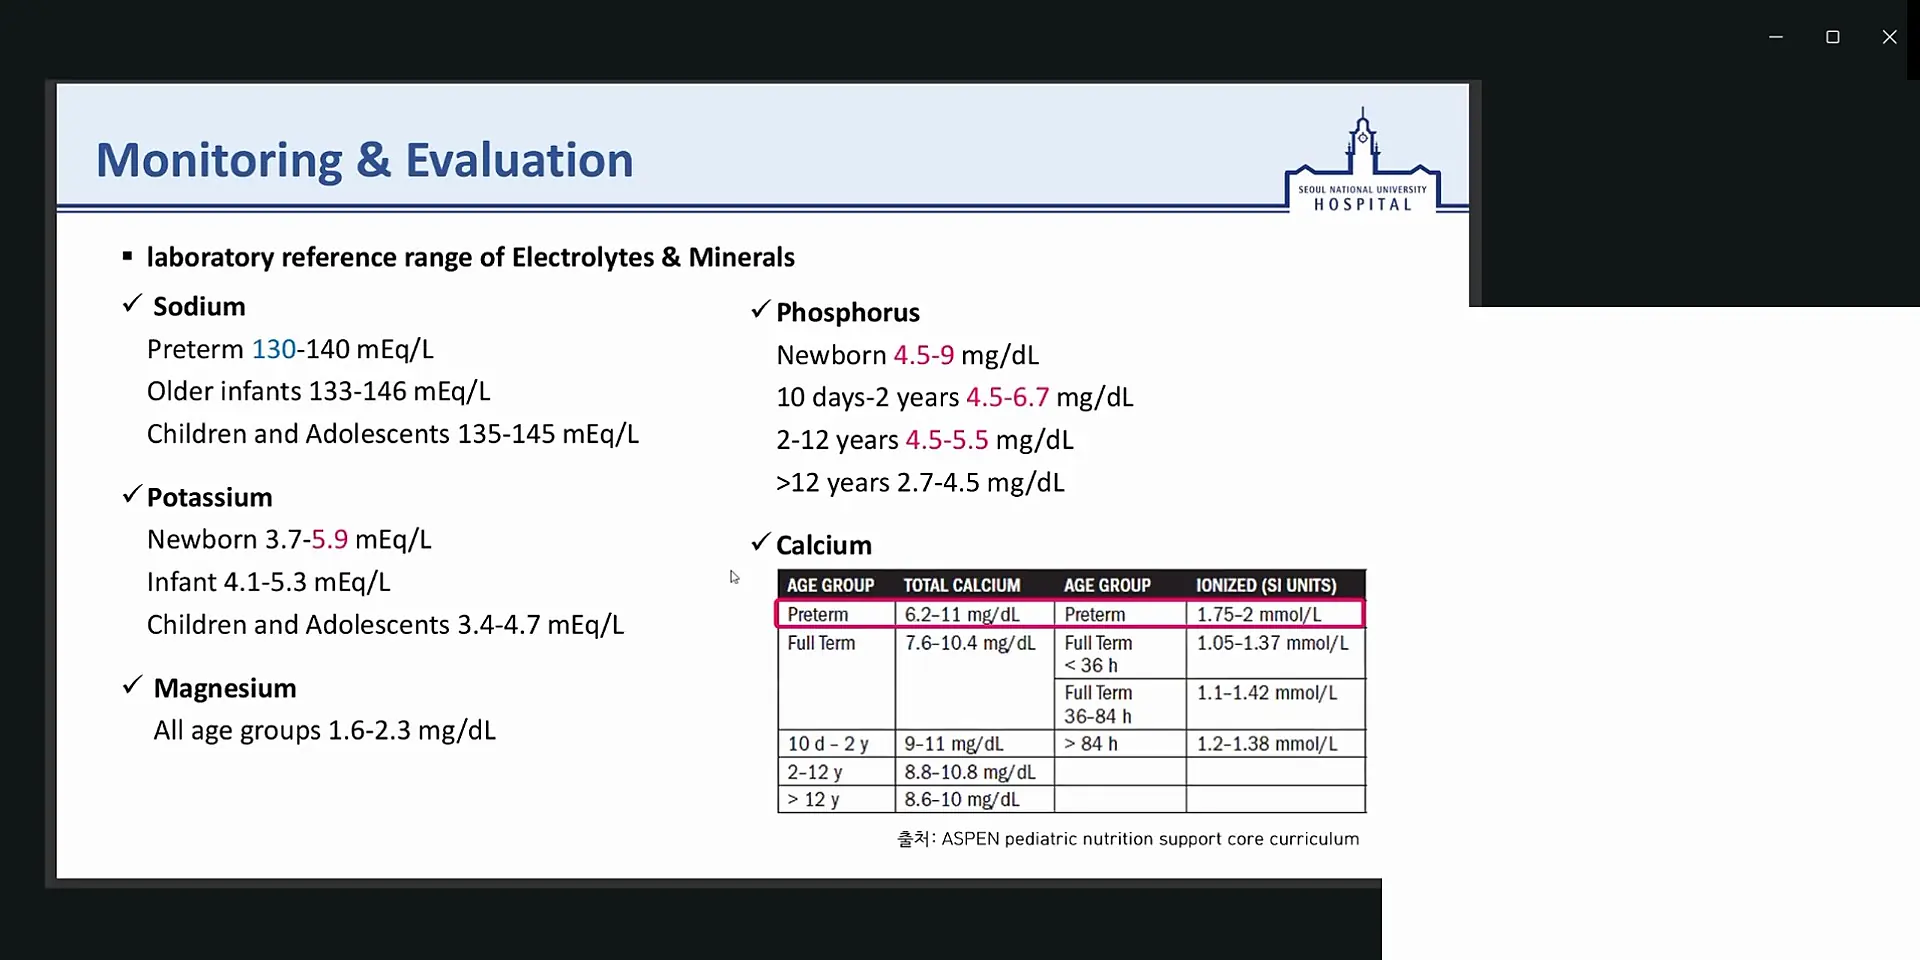 Monitoring & Evaluation
SEOUL NATIONAL UNIVERSITY
HOSPITAL
▪ laboratory reference range of Electrolytes & Minerals
✓ Sodium
Preterm 130-140 mEq/L
Older infants 133-146 mEq/L
Children and Adolescents 135-145 mEq/L
✓ Potassium
Newborn 3.7-5.9 mEq/L
Infant 4.1-5.3 mEq/L
Children and Adolescents 3.4-4.7 mEq/L
✓ Magnesium
All age groups 1.6-2.3 mg/dL
✓ Phosphorus
Newborn 4.5-9 mg/dL
10 days-2 years 4.5-6.7 mg/dL
2-12 years 4.5-5.5 mg/dL
>12 years 2.7-4.5 mg/dL
✓ Calcium
AGE GROUP TOTAL CALCIUM AGE GROUP IONIZED (SI UNITS)
Preterm 6.2–11 mg/dL Preterm 1.75–2 mmol/L
Full Term 7.6–10.4 mg/dL Full Term 1.05–1.37 mmol/L
< 36 h
Full Term 1.1–1.42 mmol/L
36–84 h
10 d – 2 y 9–11 mg/dL > 84 h 1.2–1.38 mmol/L
2–12 y 8.8–10.8 mg/dL
> 12 y 8.6–10 mg/dL
출처: ASPEN pediatric nutrition support core curriculum